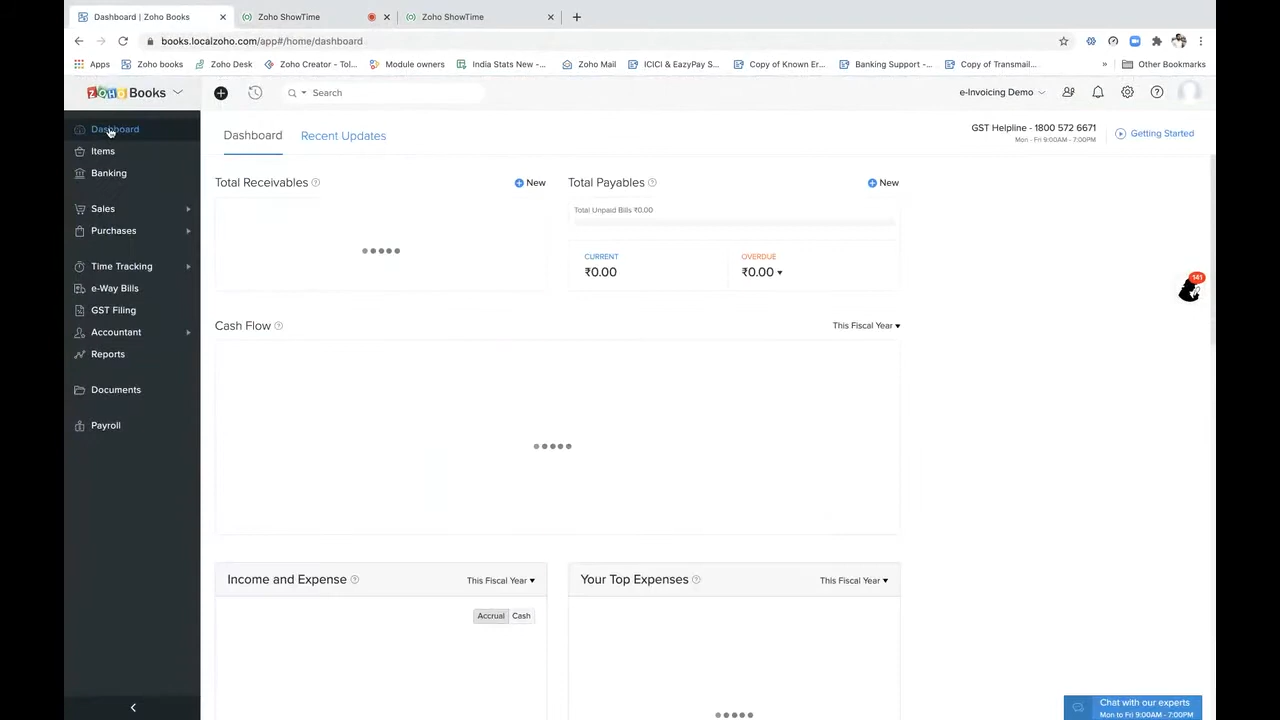 Dashboard | Zoho Books
Zoho ShowTime
Zoho ShowTime
books.localzoho.com/app#/home/dashboard
Apps
Zoho books
Zoho Desk
Zoho Creator - Tol...
Module owners
India Stats New -...
Zoho Mail
ICICI & EazyPay S...
Copy of Known Er...
Banking Support -...
Copy of Transmail...
»
Other Bookmarks
ZOHO Books
Search
e-Invoicing Demo
Dashboard
Items
Banking
Sales
Purchases
Time Tracking
e-Way Bills
GST Filing
Accountant
Reports
Documents
Payroll
Dashboard
Recent Updates
GST Helpline - 1800 572 6671
Mon - Fri 9:00AM - 7:00PM
Getting Started
Total Receivables
New
Total Payables
New
Total Unpaid Bills ₹0.00
CURRENT
₹0.00
OVERDUE
₹0.00
141
Cash Flow
This Fiscal Year
Income and Expense
This Fiscal Year
Accrual
Cash
Your Top Expenses
This Fiscal Year
Chat with our experts
Mon to Fri 9:00AM - 7:00PM